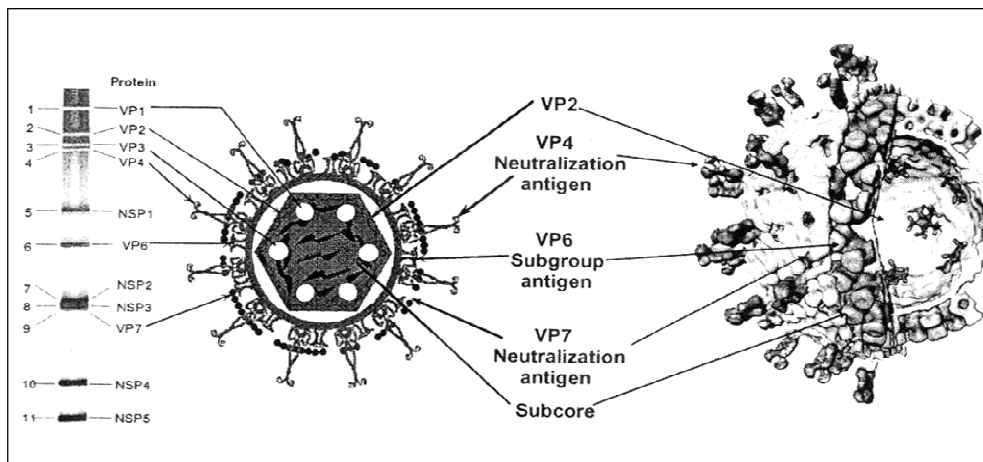 Protein
1 VP1
2 VP2
3 VP3
4 VP4
5 NSP1
6 VP6
7 NSP2
8 NSP3
9 VP7
10 NSP4
11 NSP5
VP2
VP4
Neutralization
antigen
VP6
Subgroup
antigen
VP7
Neutralization
antigen
Subcore